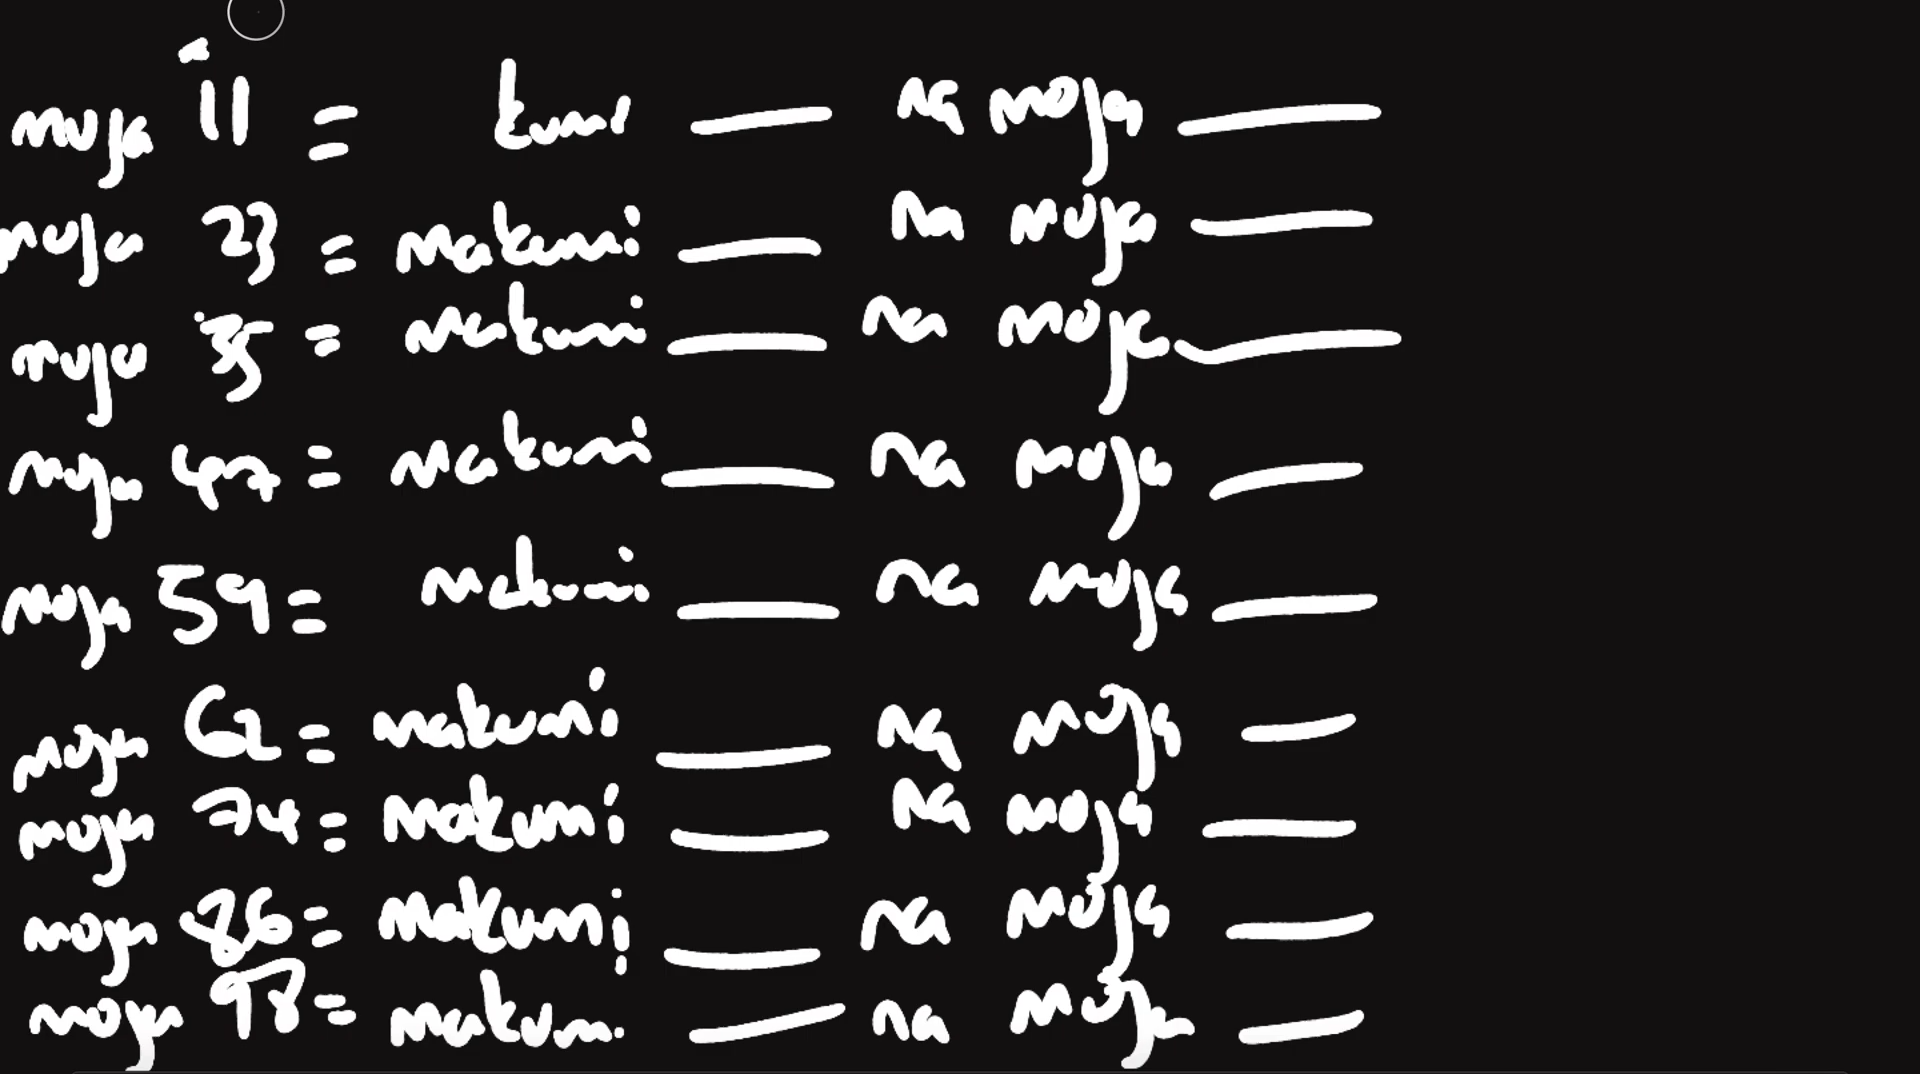 moja 11 = kumi ___ na moja ___
moja 23 = Makumi ___ na moja ___
moja 35 = Makumi ___ na moja ___
moja 47 = Makumi ___ na moja ___
moja 59 = Makumi ___ na moja ___
moja 62 = makumi ___ na moja ___
moja 74 = Makumi ___ na moja ___
moja 86 = Makumi ___ na moja ___
moja 98 = makumi ___ na moja ___